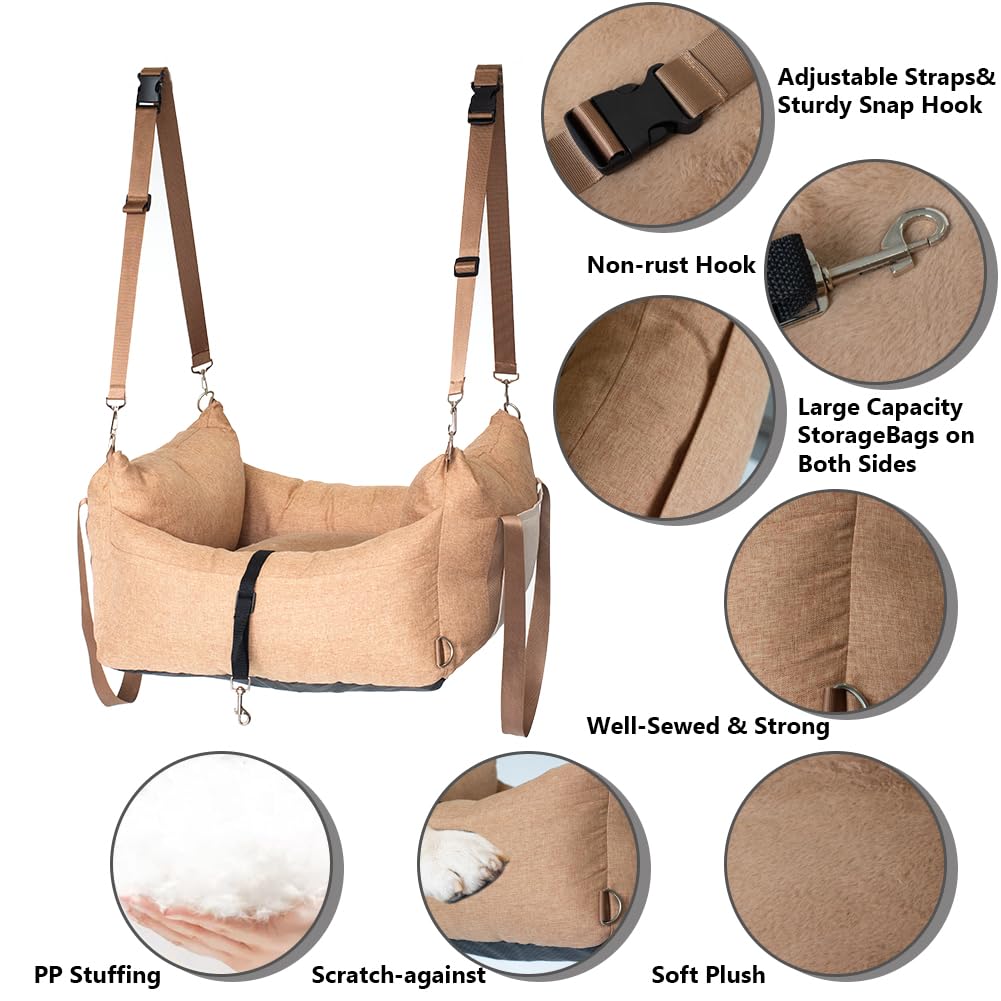 Adjustable Straps&
Sturdy Snap Hook
Non-rust Hook
Large Capacity
StorageBags on
Both Sides
Well-Sewed & Strong
PP Stuffing
Scratch-against
Soft Plush